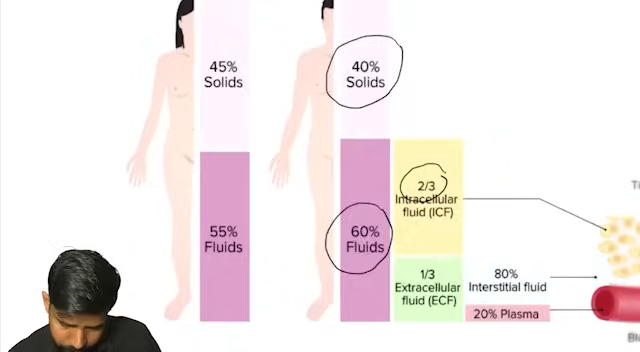 45%
Solids
40%
Solids
55%
Fluids
60%
Fluids
2/3
Intracellular
fluid (ICF)
1/3
Extracellular
fluid (ECF)
80%
Interstitial fluid
20% Plasma